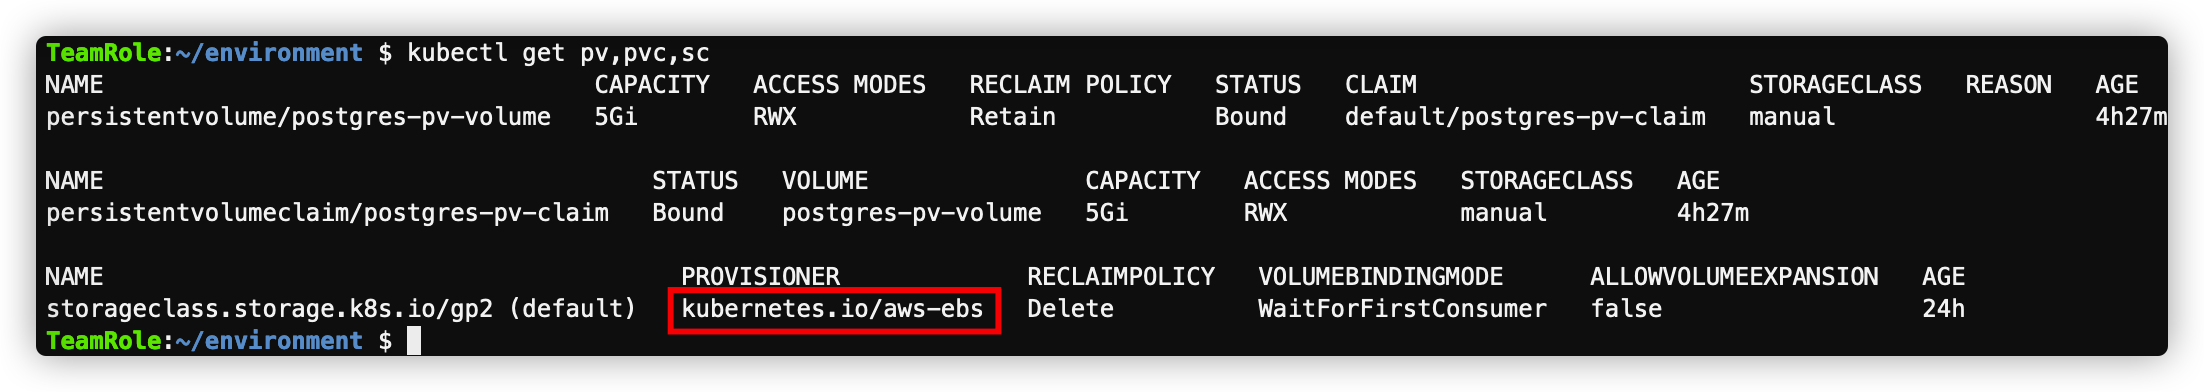 TeamRole:~/environment $ kubectl get pv,pvc,sc
NAME CAPACITY ACCESS MODES RECLAIM POLICY STATUS CLAIM STORAGECLASS REASON AGE
persistentvolume/postgres-pv-volume 5Gi RWX Retain Bound default/postgres-pv-claim manual 4h27m
NAME STATUS VOLUME CAPACITY ACCESS MODES STORAGECLASS AGE
persistentvolumeclaim/postgres-pv-claim Bound postgres-pv-volume 5Gi RWX manual 4h27m
NAME PROVISIONER RECLAIMPOLICY VOLUMEBINDINGMODE ALLOWVOLUMEEXPANSION AGE
storageclass.storage.k8s.io/gp2 (default) kubernetes.io/aws-ebs Delete WaitForFirstConsumer false 24h
TeamRole:~/environment $